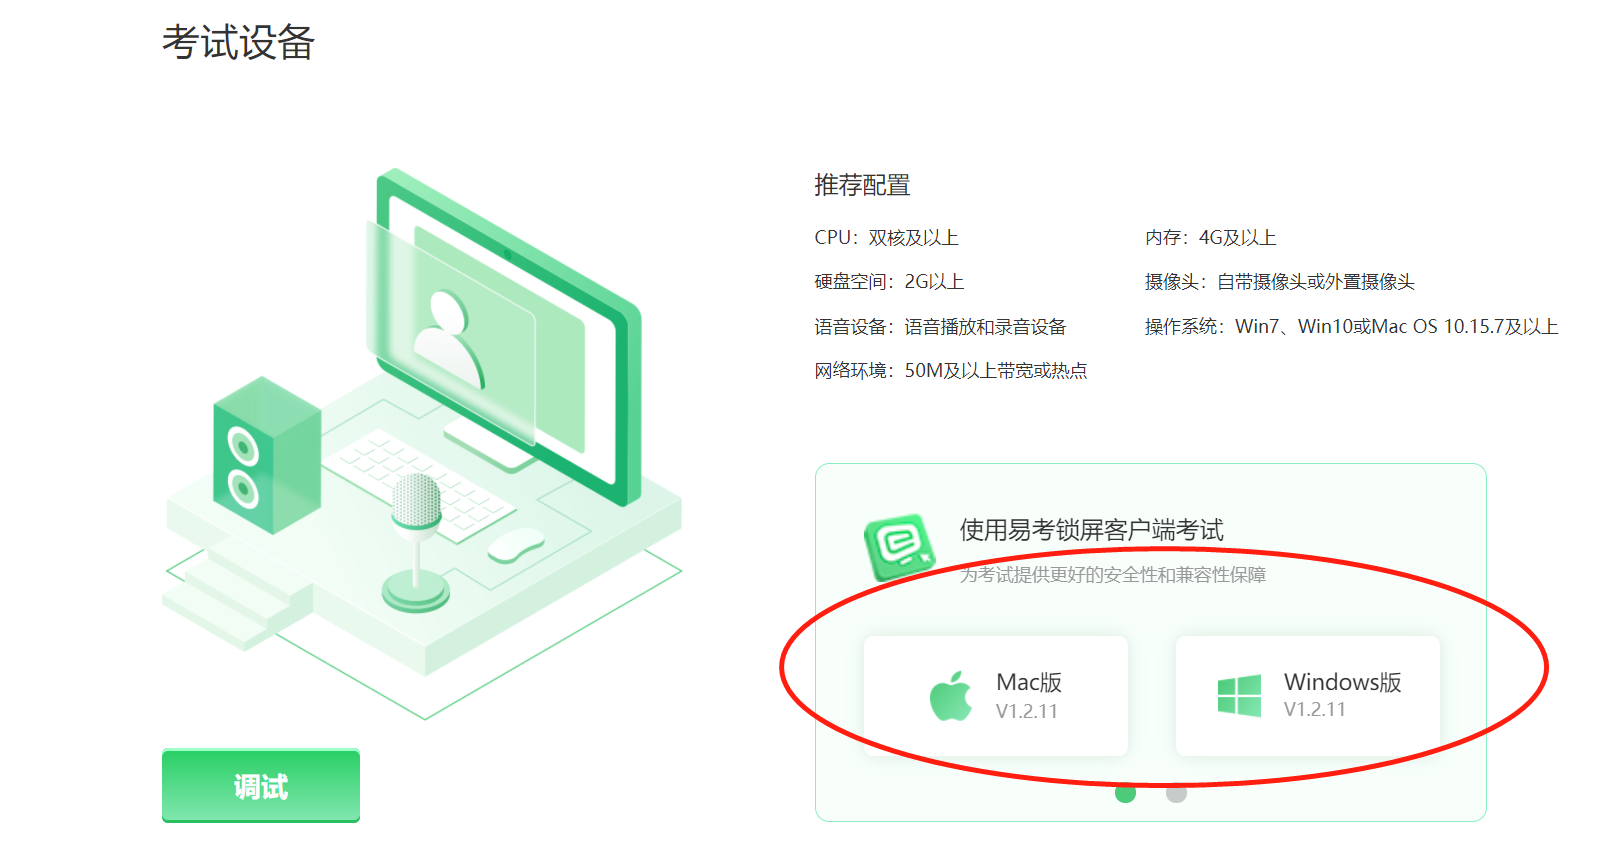 考试设备
推荐配置
CPU：双核及以上
内存：4G及以上
硬盘空间：2G以上
摄像头：自带摄像头或外置摄像头
语音设备：语音播放和录音设备
操作系统：Win7、Win10或Mac OS 10.15.7及以上
网络环境：50M及以上带宽或热点
使用易考锁屏客户端考试
为考试提供更好的安全性和兼容性保障
Mac版
V1.2.11
Windows版
V1.2.11
调试